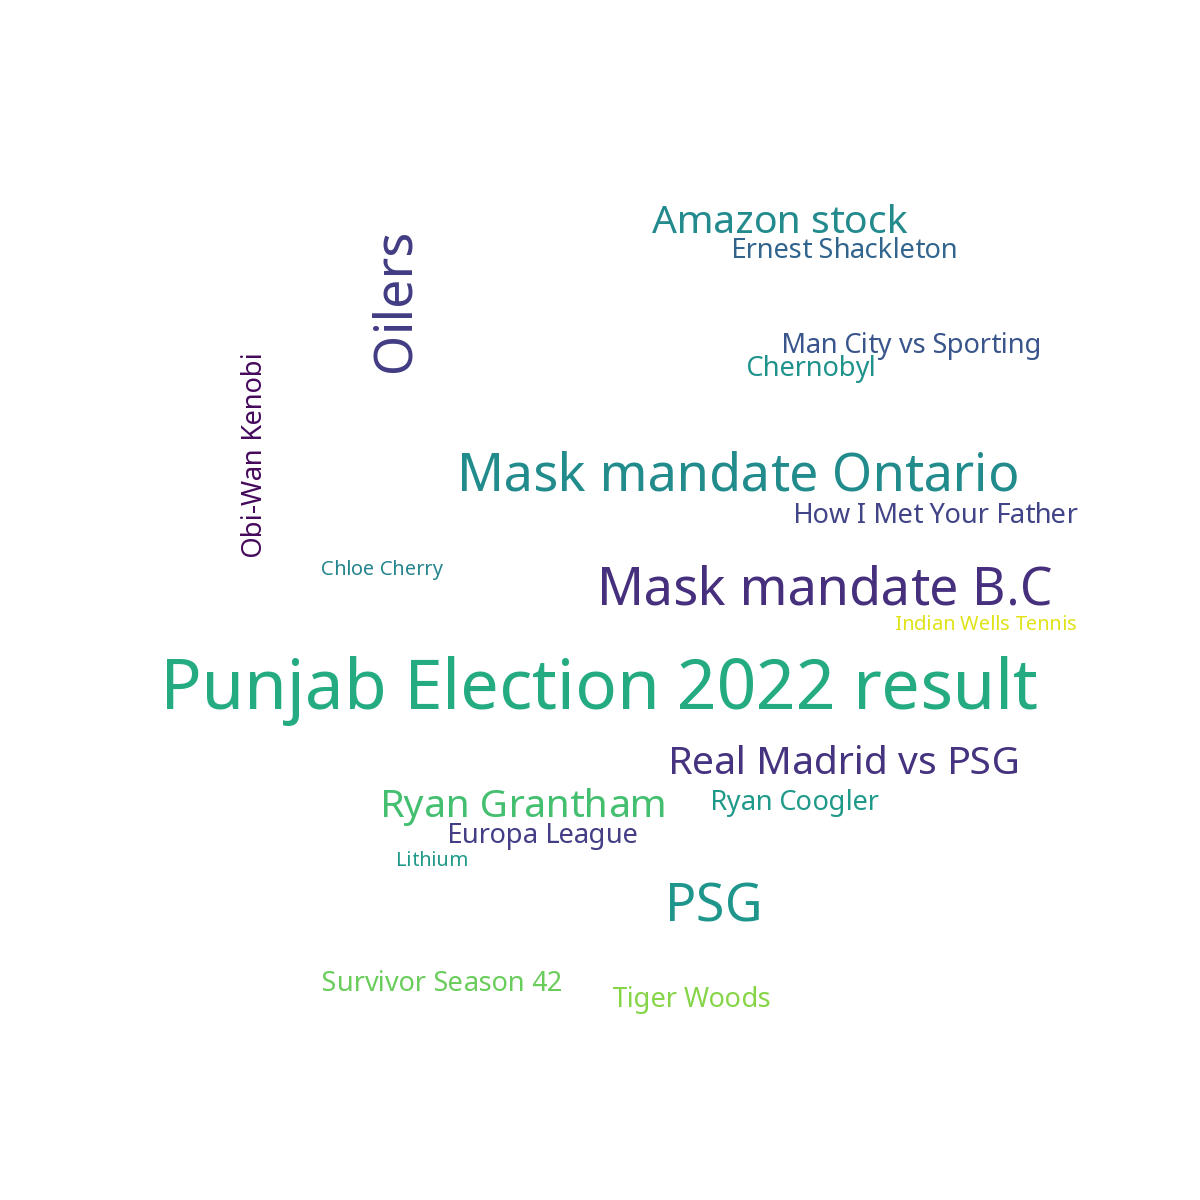 Amazon stock
Ernest Shackleton
Oilers
Man City vs Sporting
Chernobyl
Obi-Wan Kenobi
Mask mandate Ontario
How I Met Your Father
Chloe Cherry
Mask mandate B.C
Indian Wells Tennis
Punjab Election 2022 result
Real Madrid vs PSG
Ryan Grantham
Ryan Coogler
Europa League
Lithium
PSG
Survivor Season 42
Tiger Woods